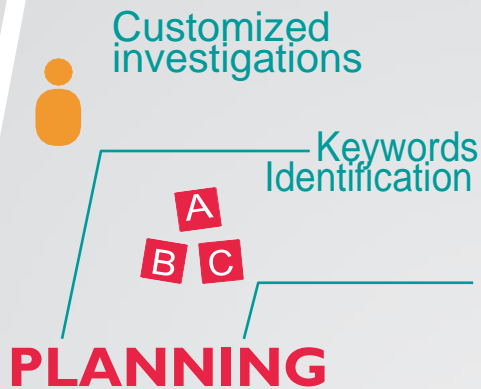 Customized
investigations
Keywords
Identification
A
B C
PLANNING